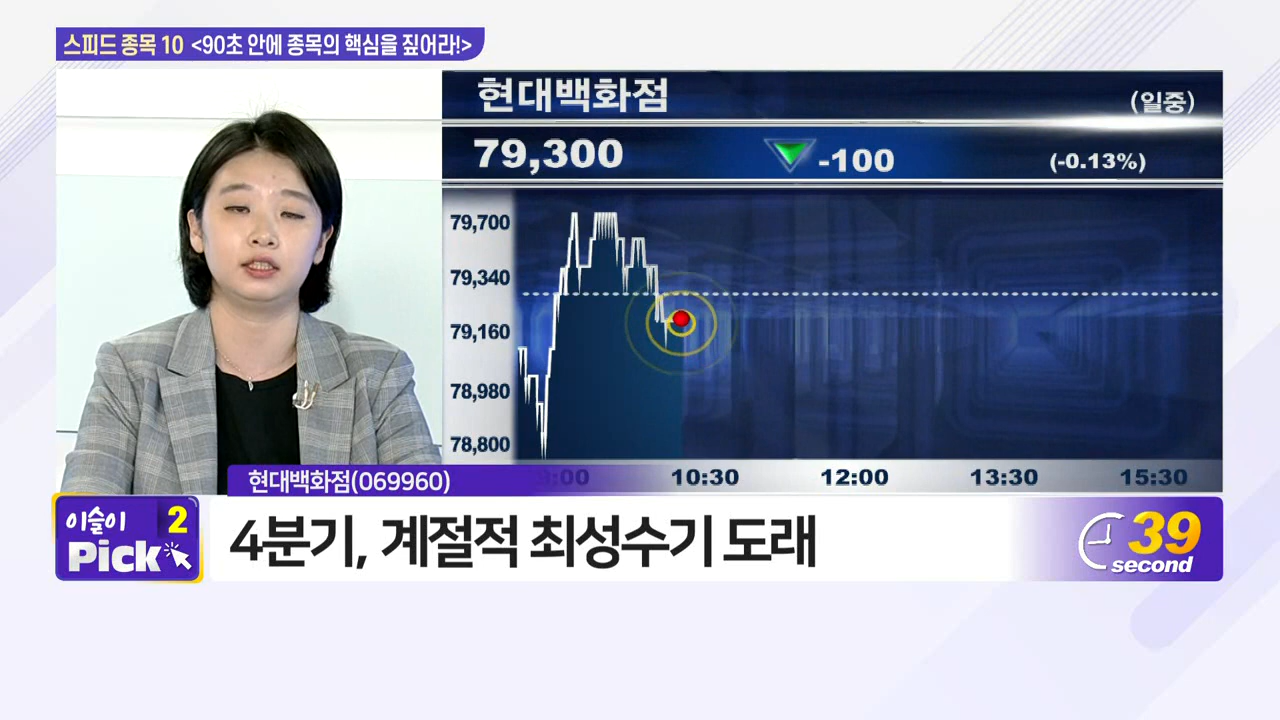 스피드 종목 10 <90초 안에 종목의 핵심을 짚어라!>
현대백화점
(일중)
79,300 -100 (-0.13%)
79,700
79,340
79,160
78,980
78,800
9:00 10:30 12:00 13:30 15:30
현대백화점(069960)
이슬이 2
Pick
4분기, 계절적 최성수기 도래
39
second